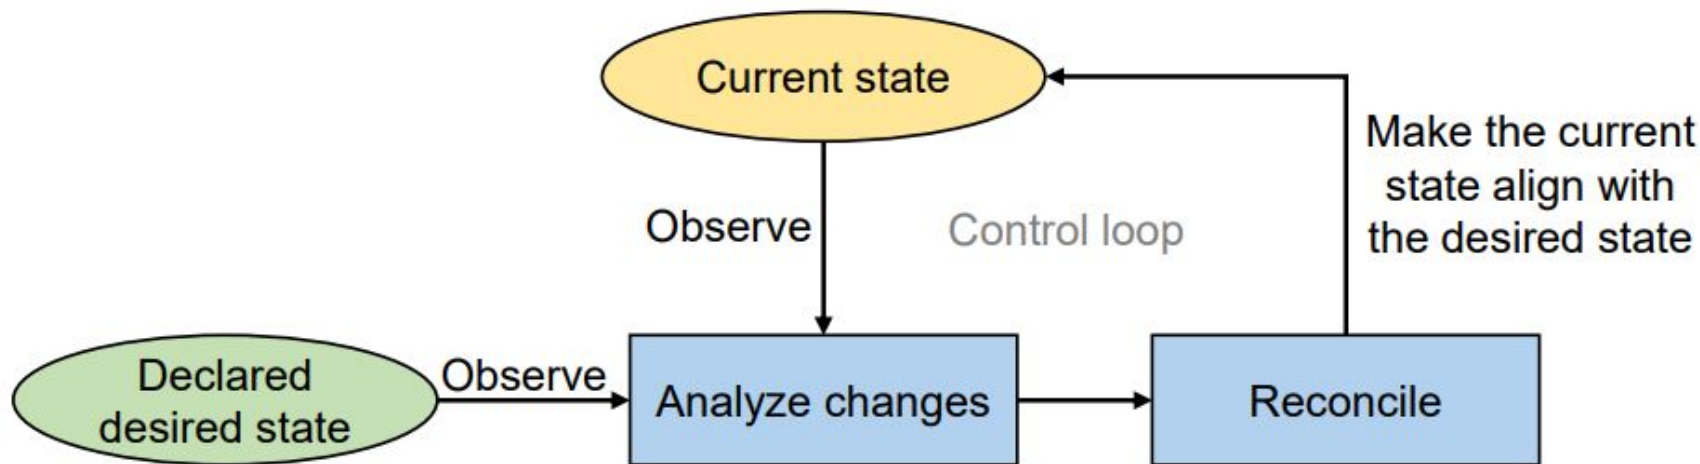 Current state
Make the current
state align with
the desired state
Observe
Control loop
Declared
desired state
Observe
Analyze changes
Reconcile